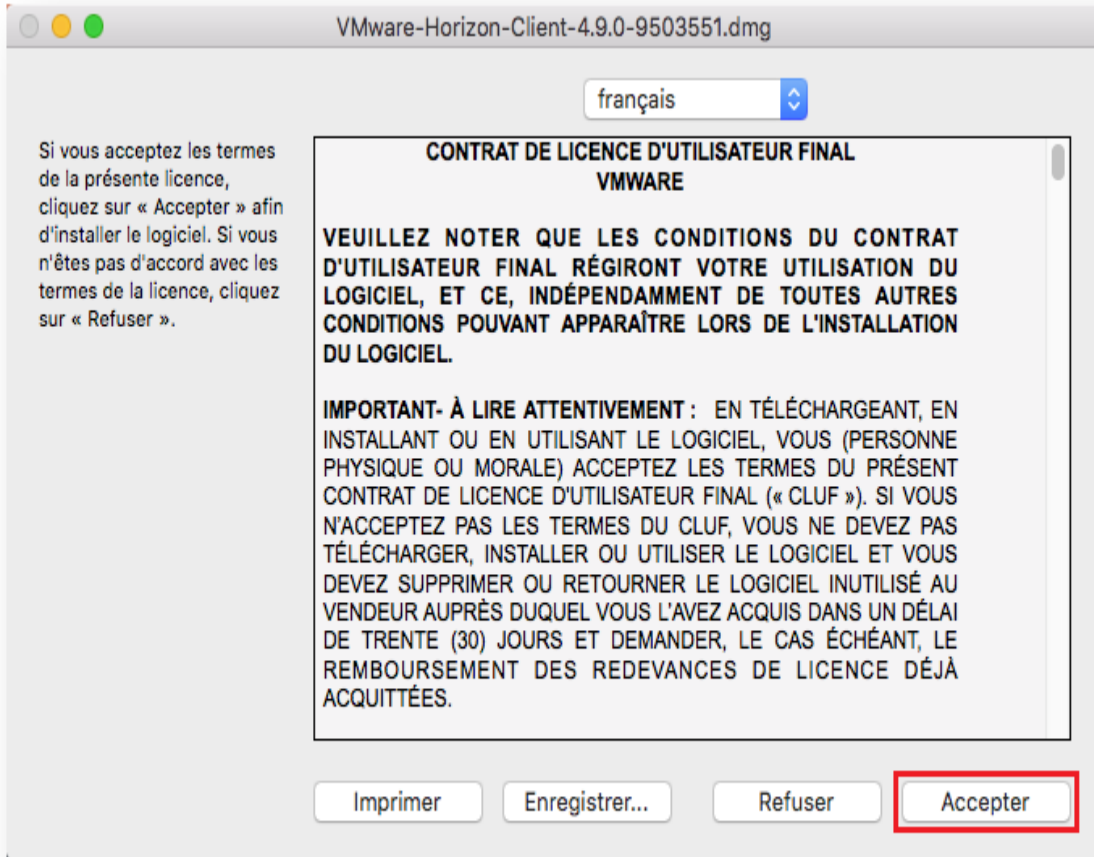 VMware-Horizon-Client-4.9.0-9503551.dmg
français
Si vous acceptez les termes
de la présente licence,
cliquez sur « Accepter » afin
d'installer le logiciel. Si vous
n'êtes pas d'accord avec les
termes de la licence, cliquez
sur « Refuser ».
CONTRAT DE LICENCE D'UTILISATEUR FINAL
VMWARE
VEUILLEZ NOTER QUE LES CONDITIONS DU CONTRAT
D'UTILISATEUR FINAL RÉGIRONT VOTRE UTILISATION DU
LOGICIEL, ET CE, INDÉPENDAMMENT DE TOUTES AUTRES
CONDITIONS POUVANT APPARAÎTRE LORS DE L'INSTALLATION
DU LOGICIEL.
IMPORTANT- À LIRE ATTENTIVEMENT : EN TÉLÉCHARGEANT, EN
INSTALLANT OU EN UTILISANT LE LOGICIEL, VOUS (PERSONNE
PHYSIQUE OU MORALE) ACCEPTEZ LES TERMES DU PRÉSENT
CONTRAT DE LICENCE D'UTILISATEUR FINAL (« CLUF »). SI VOUS
N'ACCEPTEZ PAS LES TERMES DU CLUF, VOUS NE DEVEZ PAS
TÉLÉCHARGER, INSTALLER OU UTILISER LE LOGICIEL ET VOUS
DEVEZ SUPPRIMER OU RETOURNER LE LOGICIEL INUTILISÉ AU
VENDEUR AUPRÈS DUQUEL VOUS L'AVEZ ACQUIS DANS UN DÉLAI
DE TRENTE (30) JOURS ET DEMANDER, LE CAS ÉCHÉANT, LE
REMBOURSEMENT DES REDEVANCES DE LICENCE DÉJÀ
ACQUITTÉES.
Imprimer
Enregistrer...
Refuser
Accepter